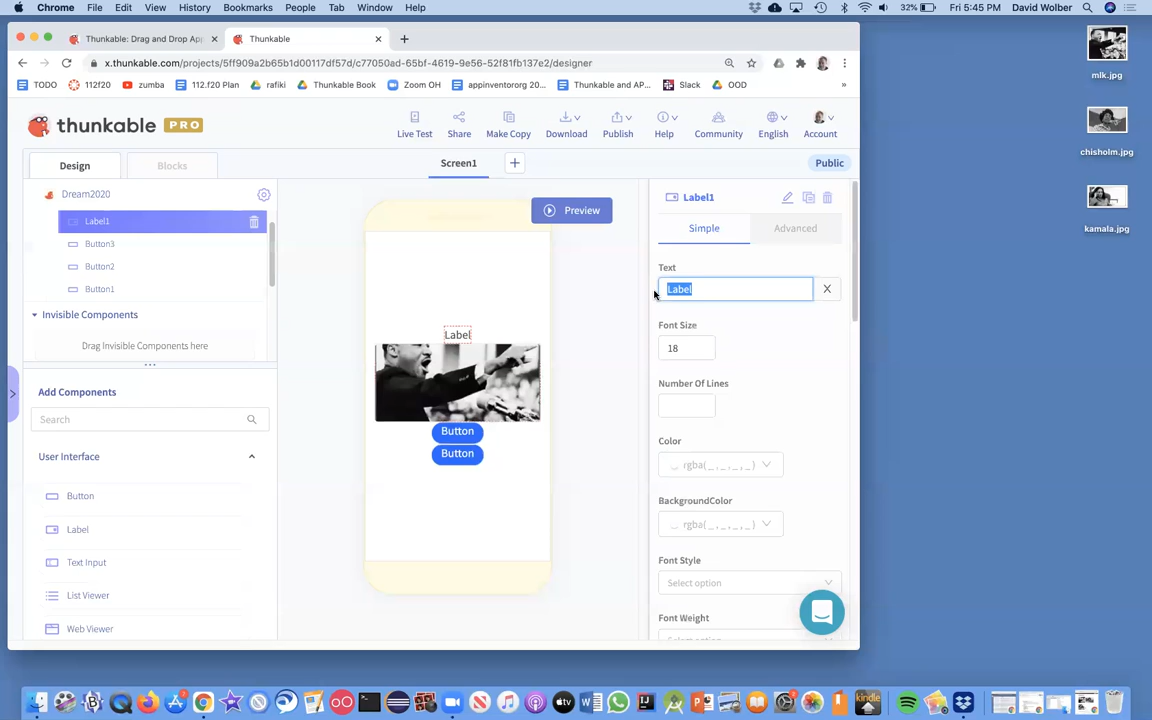 Chrome File Edit View History Bookmarks People Tab Window Help 32% Fri 5:45 PM David Wolber
Thunkable: Drag and Drop App
Thunkable
x.thunkable.com/projects/5ff909a2b65b1d00117df57d/c77050ad-65bf-4619-9e56-52f81fb137e2/designer
TODO 112f20 zumba 112.f20 Plan rafiki Thunkable Book Zoom OH appinventororg 20... Thunkable and AP... Slack OOD »
thunkable PRO
Live Test Share Make Copy Download Publish Help Community English Account
Design Blocks Screen1 + Public
Dream2020
Label1
Button3
Button2
Button1
Invisible Components
Drag Invisible Components here
Add Components
Search
User Interface
Button
Label
Text Input
List Viewer
Web Viewer
Preview
Label
Button
Button
Label1
Simple Advanced
Text
Label
X
Font Size
18
Number Of Lines
Color
rgba(_,_,_,_)
BackgroundColor
rgba(_,_,_,_)
Font Style
Select option
Font Weight
mlk.jpg
chisholm.jpg
kamala.jpg